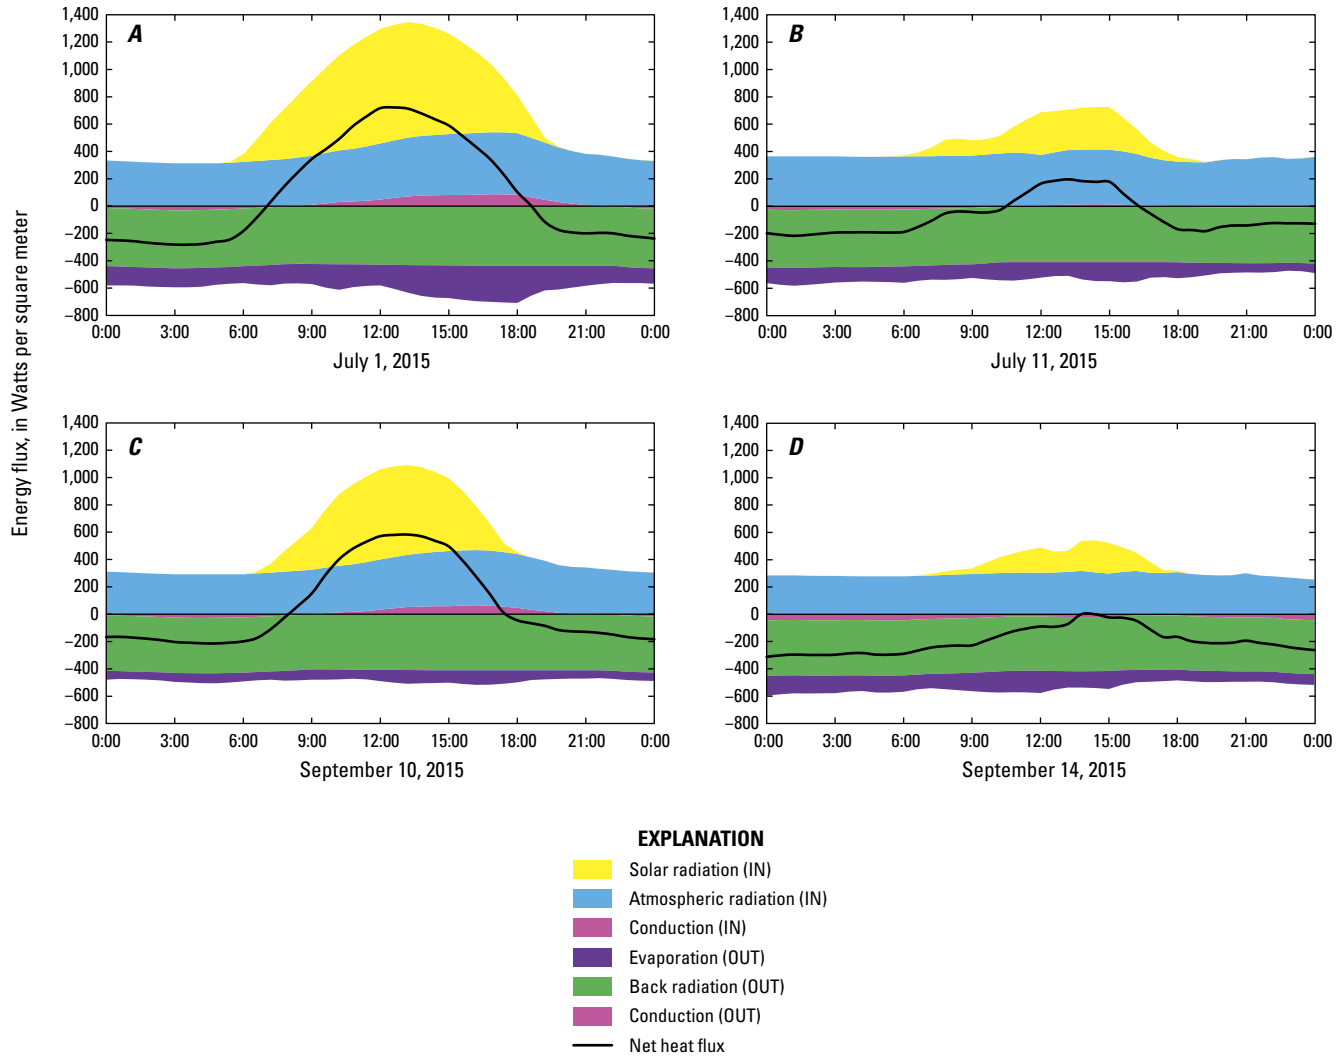 Energy flux, in Watts per square meter
A
1,400
1,200
1,000
800
600
400
200
0
–200
–400
–600
–800
0:00 3:00 6:00 9:00 12:00 15:00 18:00 21:00 0:00
July 1, 2015
B
1,400
1,200
1,000
800
600
400
200
0
–200
–400
–600
–800
0:00 3:00 6:00 9:00 12:00 15:00 18:00 21:00 0:00
July 11, 2015
C
1,400
1,200
1,000
800
600
400
200
0
–200
–400
–600
–800
0:00 3:00 6:00 9:00 12:00 15:00 18:00 21:00 0:00
September 10, 2015
D
1,400
1,200
1,000
800
600
400
200
0
–200
–400
–600
–800
0:00 3:00 6:00 9:00 12:00 15:00 18:00 21:00 0:00
September 14, 2015
EXPLANATION
Solar radiation (IN)
Atmospheric radiation (IN)
Conduction (IN)
Evaporation (OUT)
Back radiation (OUT)
Conduction (OUT)
Net heat flux